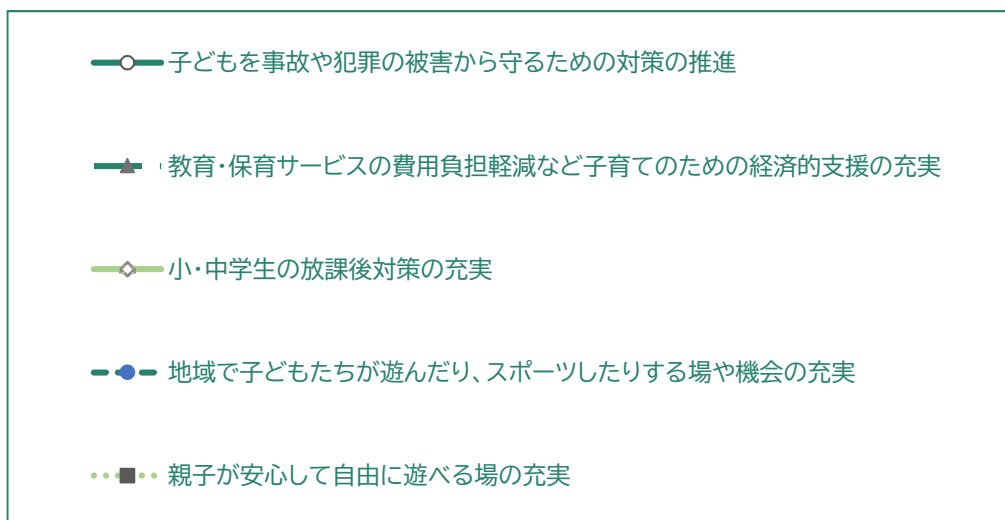 子どもを事故や犯罪の被害から守るための対策の推進
教育・保育サービスの費用負担軽減など子育てのための経済的支援の充実
小・中学生の放課後対策の充実
地域で子どもたちが遊んだり、スポーツしたりする場や機会の充実
親子が安心して自由に遊べる場の充実